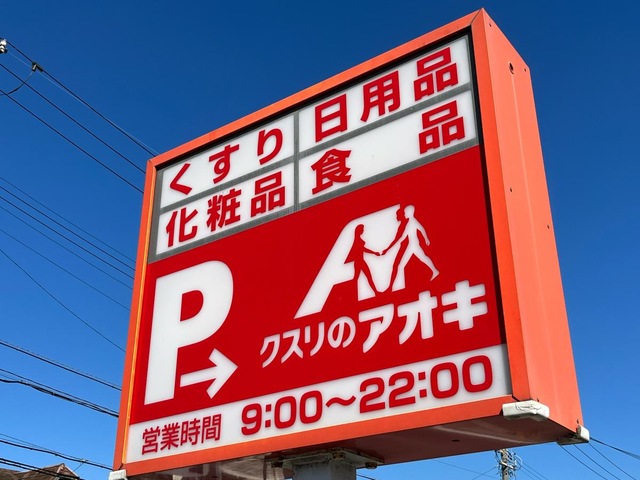 くすり 日用品
化粧品 食品
P→
クスリのアオキ
営業時間 9:00～22:00